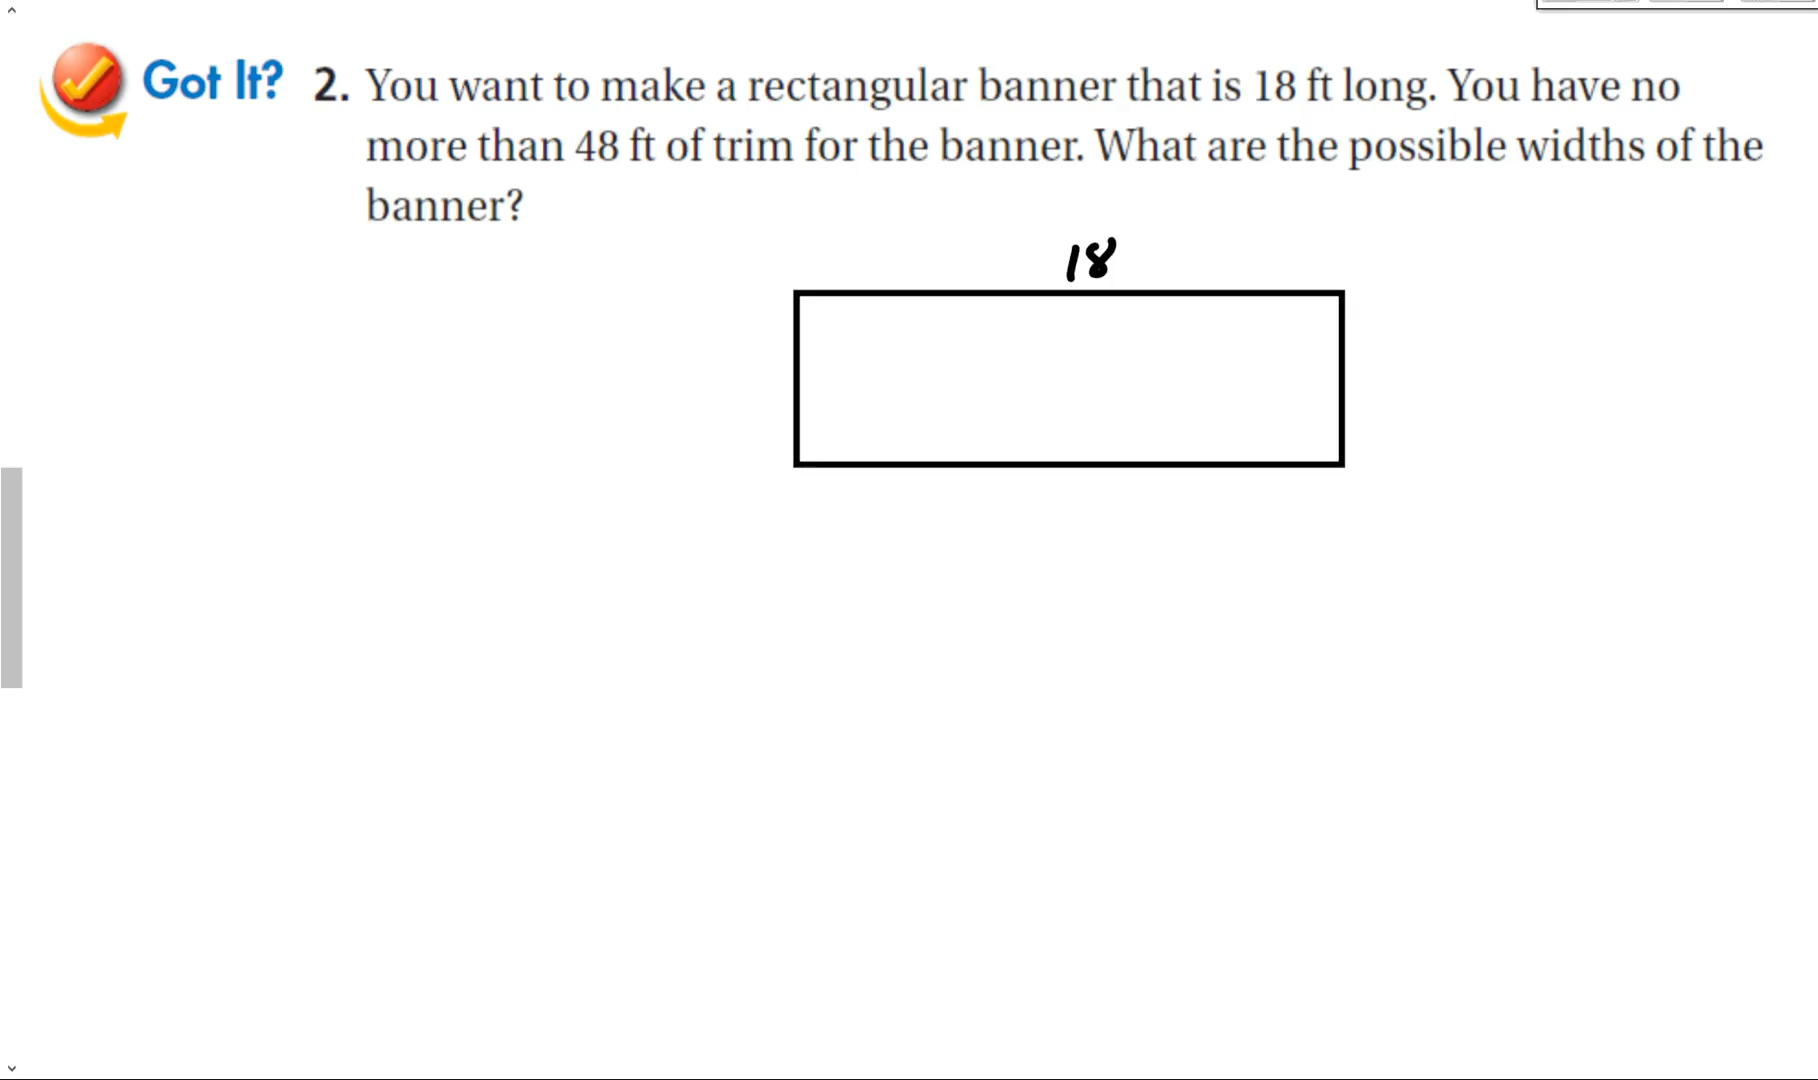 Got It? 2. You want to make a rectangular banner that is 18 ft long. You have no
more than 48 ft of trim for the banner. What are the possible widths of the
banner?
18